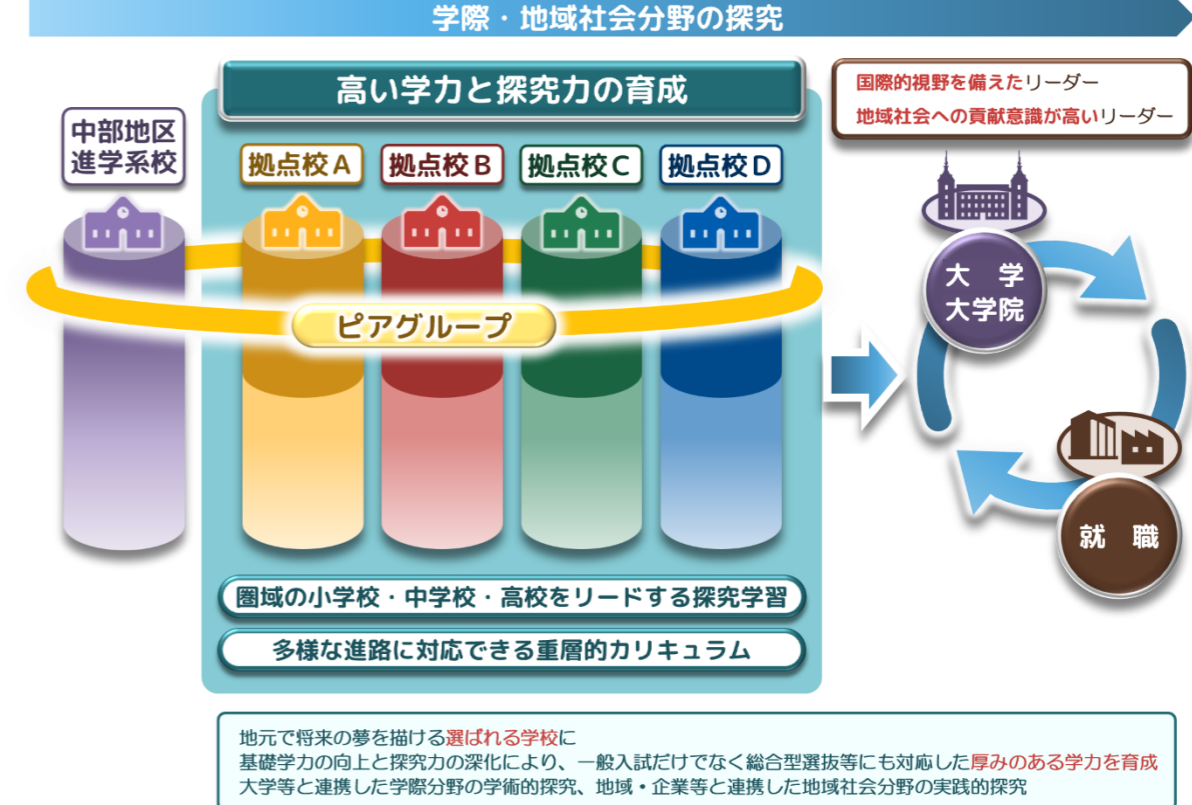 学際・地域社会分野の探究
高い学力と探究力の育成
国際的視野を備えたリーダー
地域社会への貢献意識が高いリーダー
中部地区
進学系校
拠点校A
拠点校B
拠点校C
拠点校D
ピアグループ
大　学
大学院
就　職
圏域の小学校・中学校・高校をリードする探究学習
多様な進路に対応できる重層的カリキュラム
地元で将来の夢を描ける選ばれる学校に
基礎学力の向上と探究力の深化により、一般入試だけでなく総合型選抜等にも対応した厚みのある学力を育成
大学等と連携した学際分野の学術的探究、地域・企業等と連携した地域社会分野の実践的探究